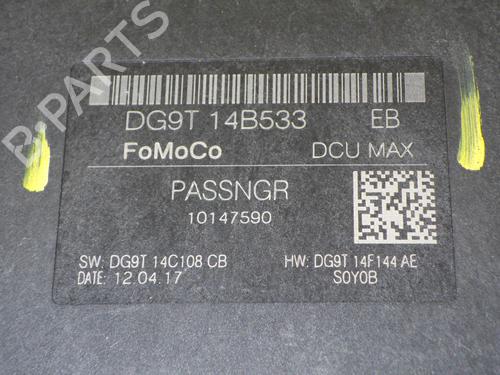 B-PARTS
DG9T 14B533 EB
FoMoCo DCU MAX
PASSNGR
10147590
SW: DG9T 14C108 CB HW: DG9T 14F144 AE
DATE: 12.04.17 S0Y0B